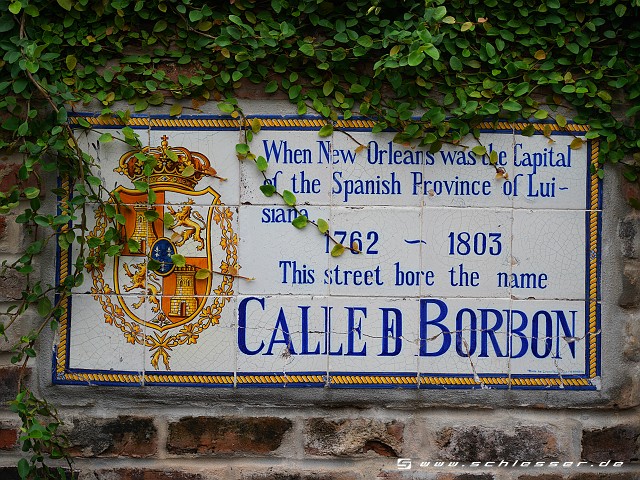 When New Orleans was the Capital
of the Spanish Province of Lui-
siana
1762 ~ 1803
This street bore the name
CALLE D BORBON
www.schlesser.de